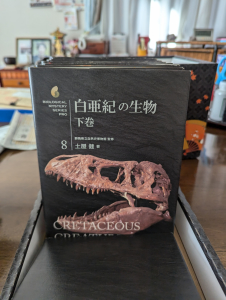 BIOLOGICAL
MYSTERY
SERIES
PRO
白亜紀の生物
下巻
群馬県立自然史博物館 監修
8 土屋 健 著
CRETACEOUS